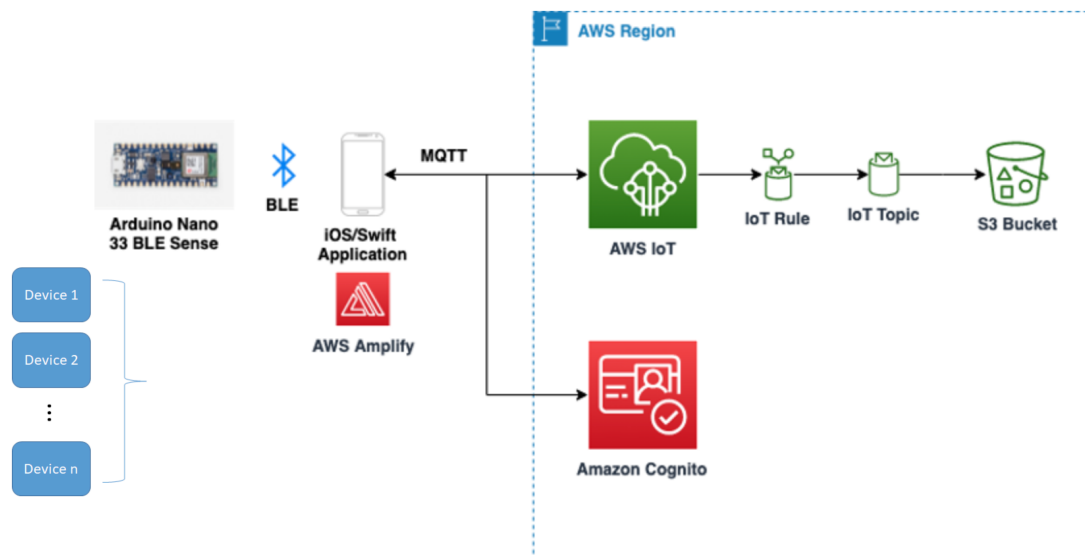 AWS Region
MQTT
BLE
Arduino Nano
33 BLE Sense
iOS/Swift
Application
AWS Amplify
AWS IoT
IoT Rule
IoT Topic
S3 Bucket
Device 1
Device 2
⋮
Device n
Amazon Cognito